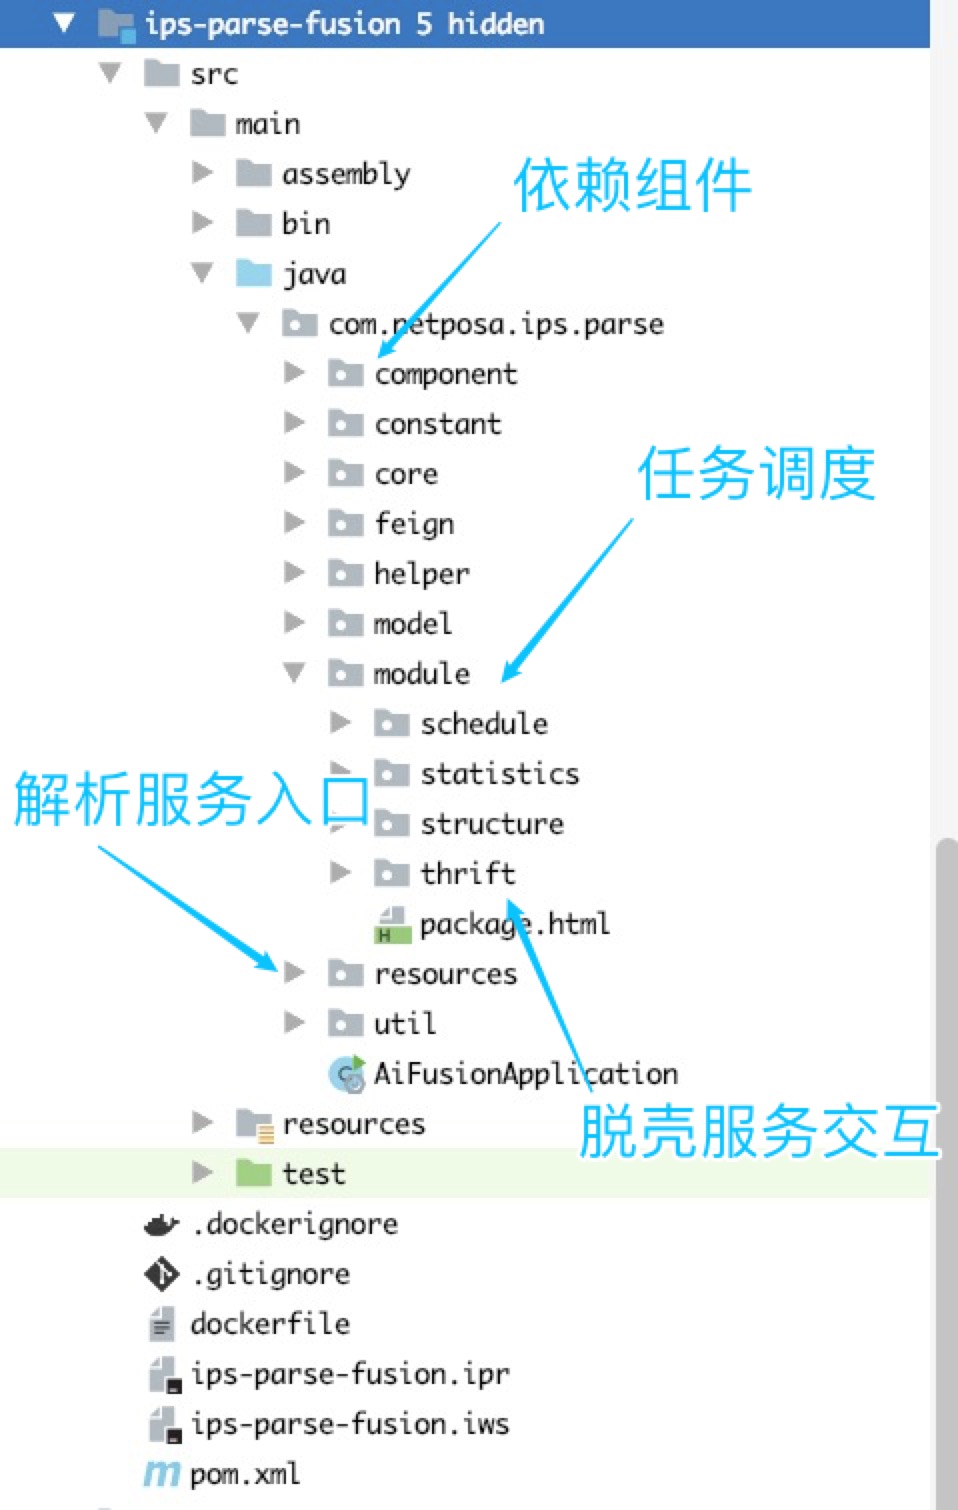 ips-parse-fusion 5 hidden
src
main
assembly
依赖组件
bin
java
com.netposa.ips.parse
component
constant
任务调度
core
feign
helper
model
module
schedule
statistics
解析服务入口
structure
thrift
package.html
resources
util
AiFusionApplication
resources
脱壳服务交互
test
.dockerignore
.gitignore
dockerfile
ips-parse-fusion.ipr
ips-parse-fusion.iws
pom.xml